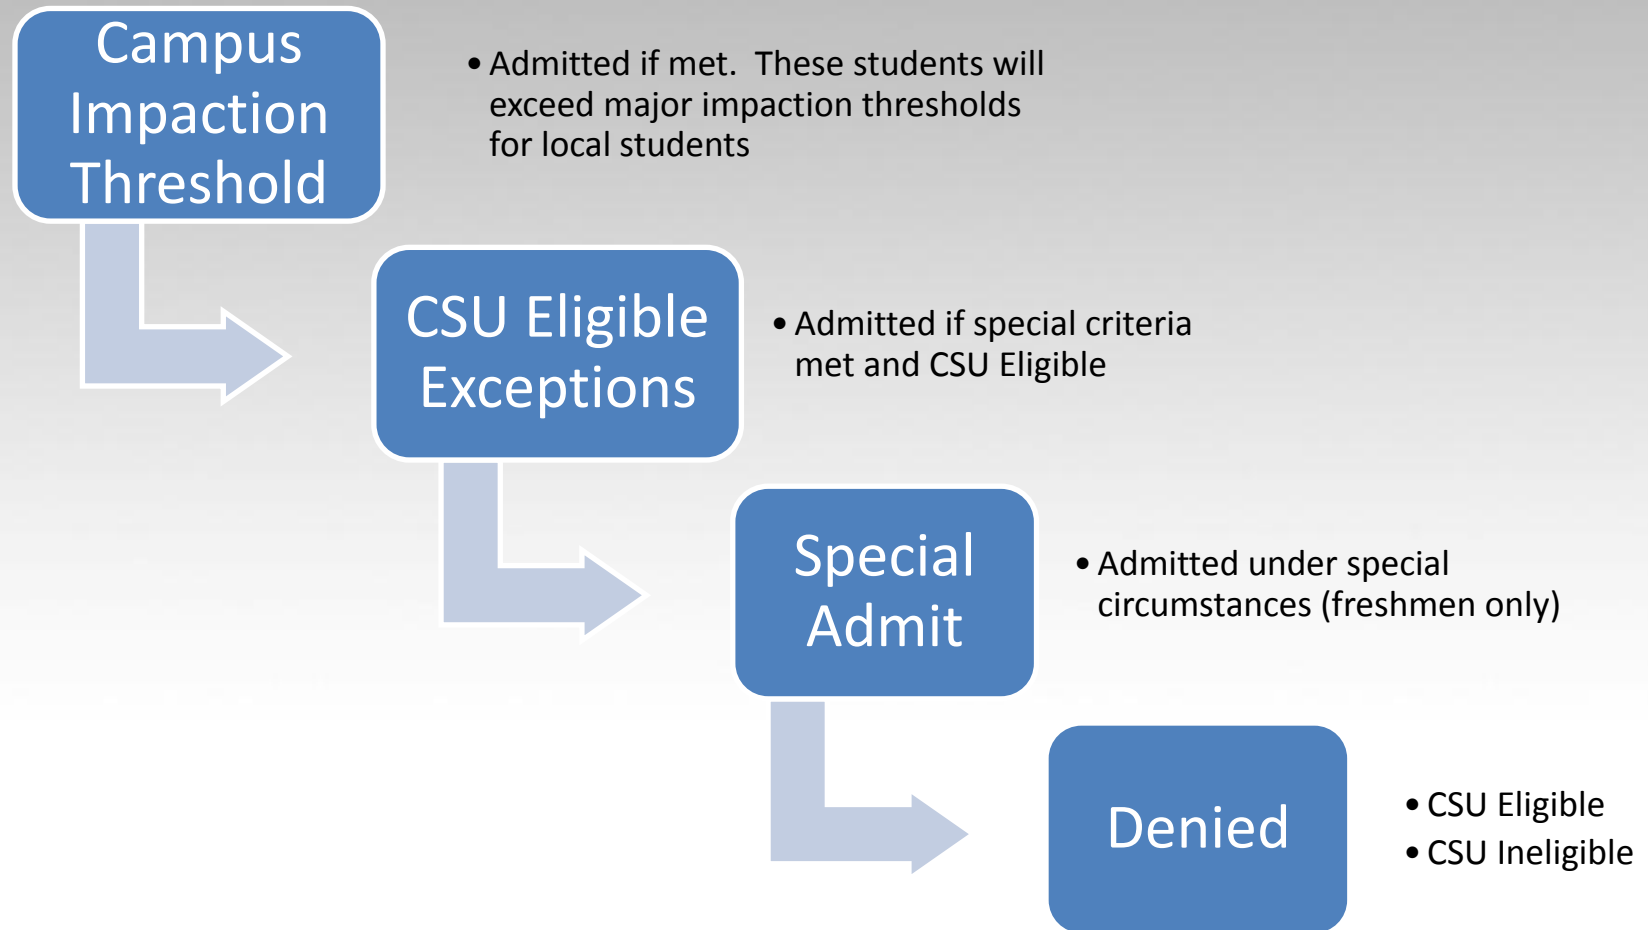 Campus
Impaction
Threshold
• Admitted if met.  These students will
exceed major impaction thresholds
for local students
CSU Eligible
Exceptions
• Admitted if special criteria
met and CSU Eligible
Special
Admit
• Admitted under special
circumstances (freshmen only)
Denied
• CSU Eligible
• CSU Ineligible